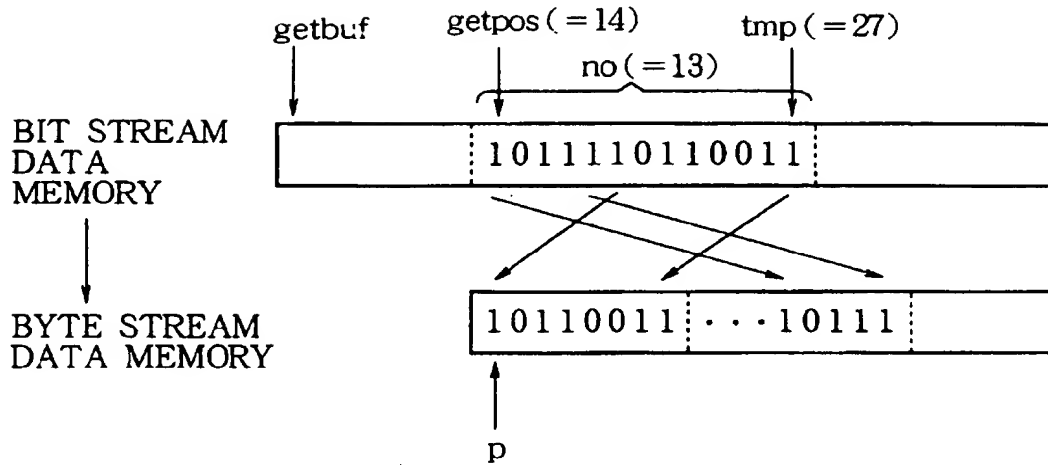 getbuf getpos(=14) tmp(=27)
no(=13)
BIT STREAM
DATA
MEMORY
1011110110011
BYTE STREAM
DATA MEMORY
10110011 ···10111
p